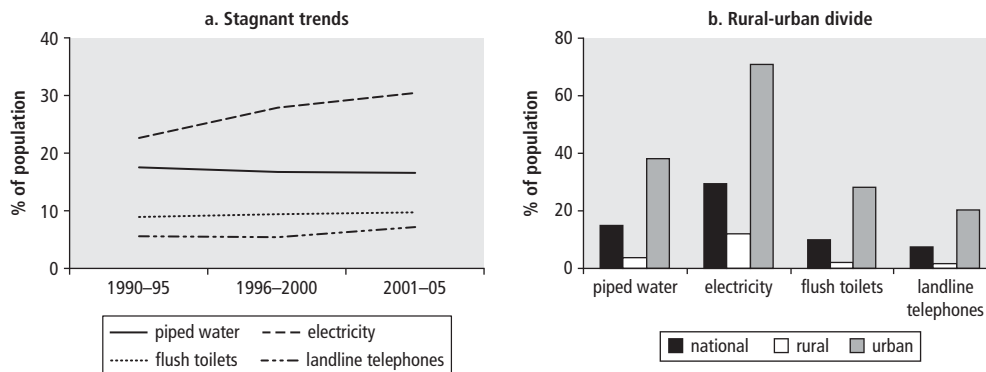 a. Stagnant trends
% of population
40
30
20
10
0
1990–95 1996–2000 2001–05
piped water electricity
flush toilets landline telephones
b. Rural-urban divide
% of population
80
60
40
20
0
piped water electricity flush toilets landline
telephones
national rural urban